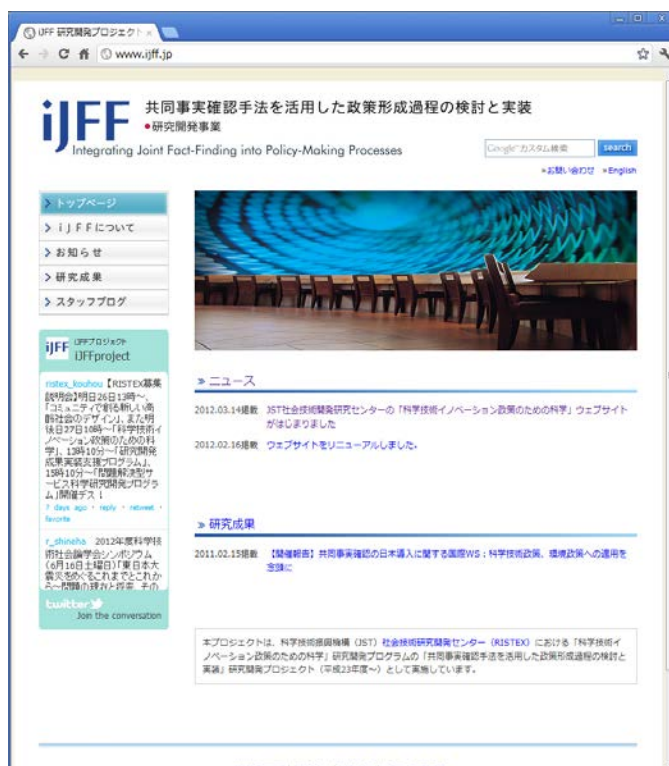 iJFF 研究開発プロジェクト
www.ijff.jp
iJFF
共同事実確認手法を活用した政策形成過程の検討と実装
●研究開発事業
Integrating Joint Fact-Finding into Policy-Making Processes
Google™カスタム検索
search
»お問い合わせ »English
トップページ
iJFFについて
お知らせ
研究成果
スタッフブログ
iJFF
iJFFプロジェクト
iJFFproject
ristex_kouhou 【RISTEX募集
説明会】明日26日13時～、
「コミュニティで創る新しい高
齢社会のデザイン」、また明
後日27日10時～「科学技術イ
ノベーション政策のための科
学」、13時10分～「研究開発
成果実装支援プログラム」、
15時10分～「問題解決型サ
ービス科学研究開発プログラ
ム」開催デス！
7 days ago · reply · retweet ·
favorite
r_shineha 2012年度科学技
術社会論学会シンポジウム
(6月16日土曜日)「東日本大
震災をめぐるこれまでとこれか
ら～問題の現在と探索、その
twitter
Join the conversation
» ニュース
2012.03.14掲載 JST社会技術開発研究センターの「科学技術イノベーション政策のための科学」ウェブサイト
がはじまりました
2012.02.16掲載 ウェブサイトをリニューアルしました。
» 研究成果
2011.02.15掲載 【開催報告】共同事実確認の日本導入に関する国際WS：科学技術政策、環境政策への適用を
念頭に
本プロジェクトは、科学技術振興機構（JST）社会技術研究開発センター（RISTEX）における「科学技術イ
ノベーション政策のための科学」研究開発プログラムの「共同事実確認手法を活用した政策形成過程の検討と
実装」研究開発プロジェクト（平成23年度～）として実施しています。